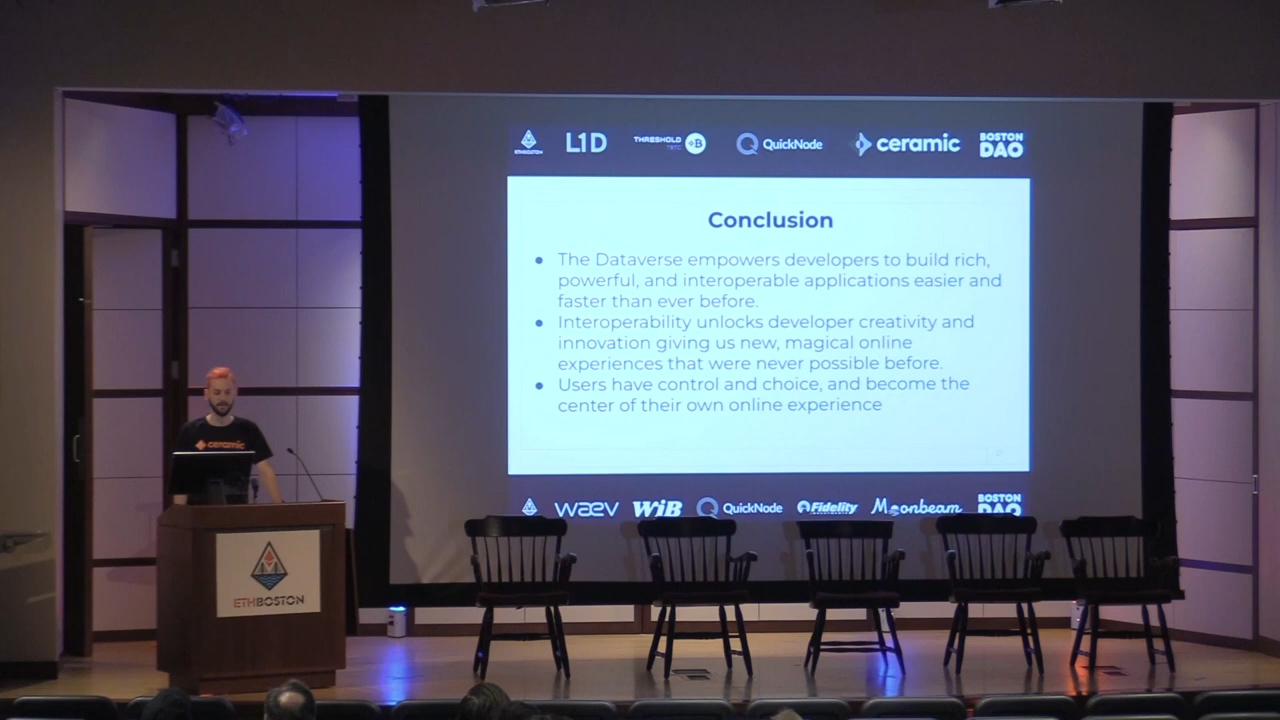 ETHBOSTON
L1D
THRESHOLD
QuickNode
ceramic
BOSTON
DAO
Conclusion
● The Dataverse empowers developers to build rich,
powerful, and interoperable applications easier and
faster than ever before.
● Interoperability unlocks developer creativity and
innovation giving us new, magical online
experiences that were never possible before.
● Users have control and choice, and become the
center of their own online experience
waev
WiB
QuickNode
Fidelity
Moonbeam
BOSTON
DAO
ceramic
ETHBOSTON